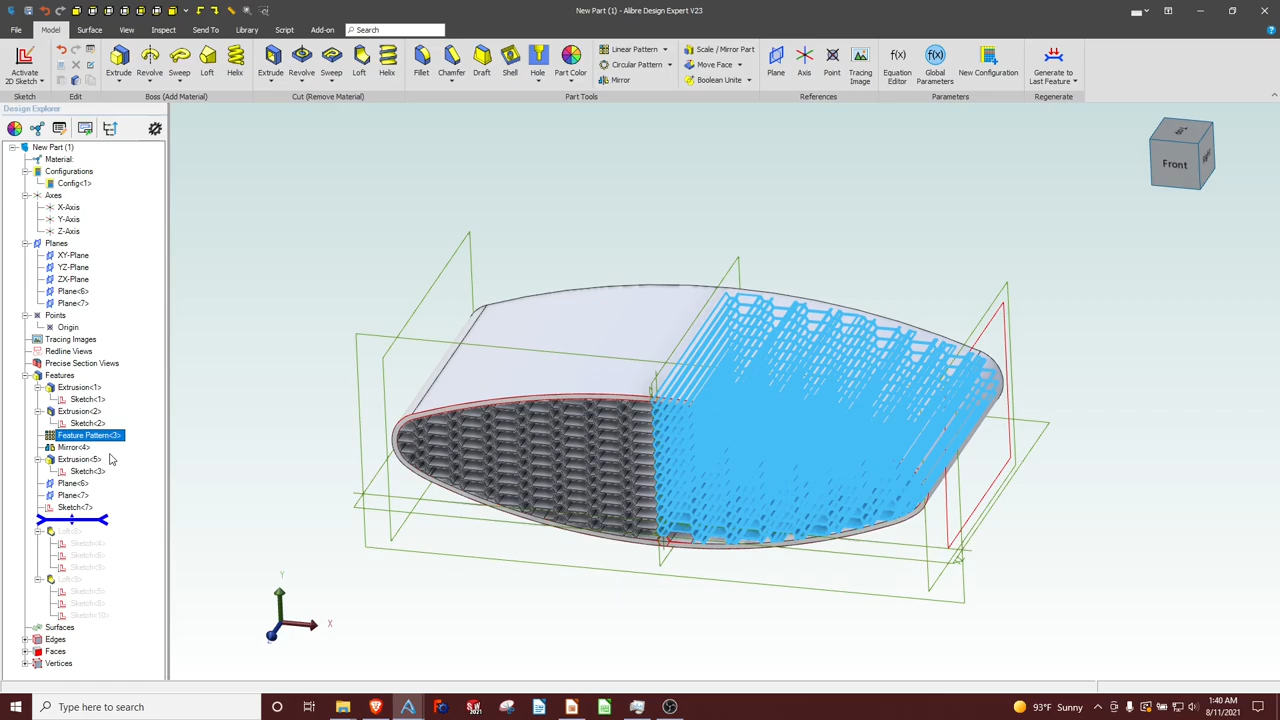 New Part (1) - Alibre Design Expert V23
File Model Sketch Surfaces View Inspect Library Send To Script Add-on Search
Activate
2D Sketch
Extrude Revolve Sweep Loft Helix
Extrude Revolve Sweep Loft Helix
Fillet Chamfer Draft Shell Hole Part Color
Linear Pattern
Circular Pattern
Mirror
Scale / Mirror Part
Move Face
Boolean Unite
Plane Axis Point Tracing
Image
Equation
Editor
Global
Parameters
New Configuration
Generate to
Last Feature
Sketch Edit Boss (Add Material) Cut (Remove Material) Part Tools References Parameters Regenerate
Design Explorer
New Part (1)
Material:
Configurations
Config<1>
Axes
X-Axis
Y-Axis
Z-Axis
Planes
XY-Plane
YZ-Plane
ZX-Plane
Plane<6>
Plane<7>
Points
Origin
Tracing Images
Redline Views
Precise Section Views
Features
Extrusion<1>
Sketch<1>
Extrusion<2>
Sketch<2>
Feature Pattern<3>
Mirror<4>
Extrusion<5>
Sketch<3>
Plane<6>
Plane<7>
Sketch<7>
Sketch<4>
Sketch<5>
Sketch<10>
Surfaces
Edges
Faces
Vertices
Front
Y
X
Type here to search
93°F Sunny
1:40 AM
8/11/2021